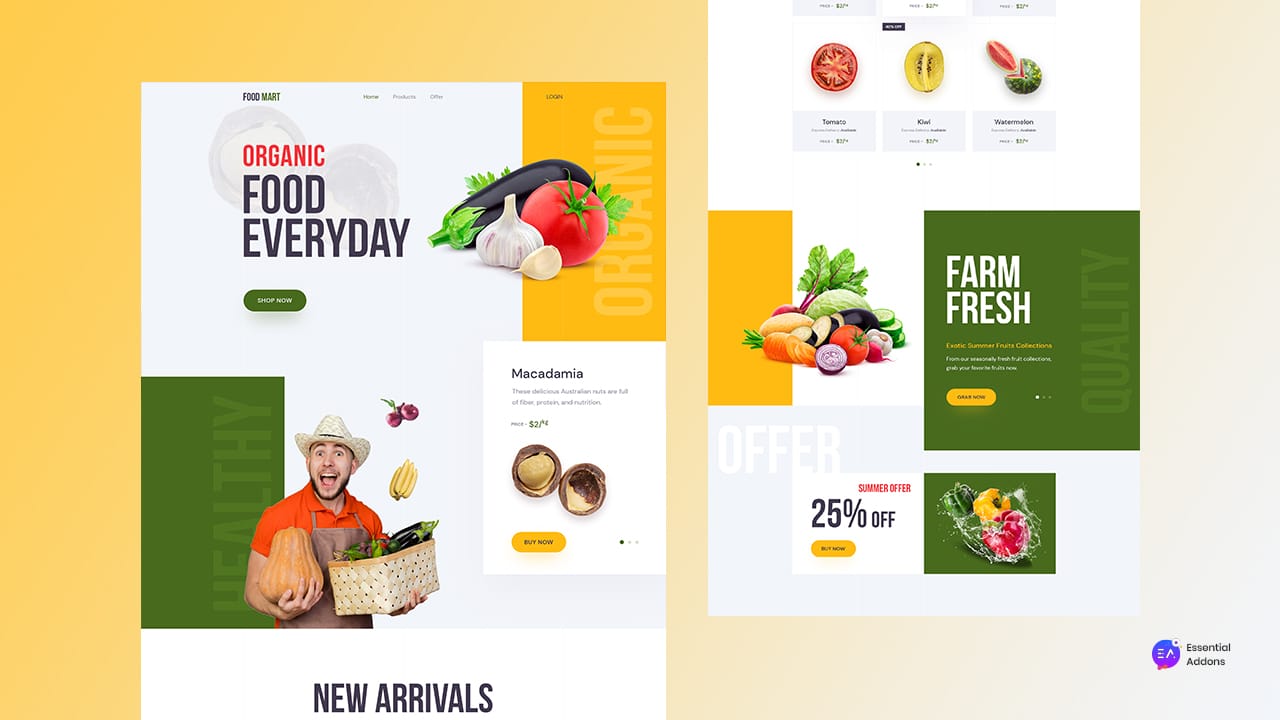 FOOD MART
Home Products Offer
LOGIN
ORGANIC
FOOD
EVERYDAY
SHOP NOW
ORGANIC
Macadamia
These delicious Australian nuts are full
of fiber, protein, and nutrition.
PRICE - $2/kg
BUY NOW
HEALTHY
NEW ARRIVALS
PRICE - $2/kg
PRICE - $2/kg
PRICE - $2/kg
Tomato
Express Delivery: Available
PRICE - $2/kg
40% OFF
Kiwi
Express Delivery: Available
PRICE - $2/kg
Watermelon
Express Delivery: Available
PRICE - $2/kg
FARM
FRESH
Exotic Summer Fruits Collections
From our seasonally fresh fruit collections,
grab your favorite fruits now.
GRAB NOW
QUALITY
OFFER
SUMMER OFFER
25% OFF
BUY NOW
EA
Essential
Addons